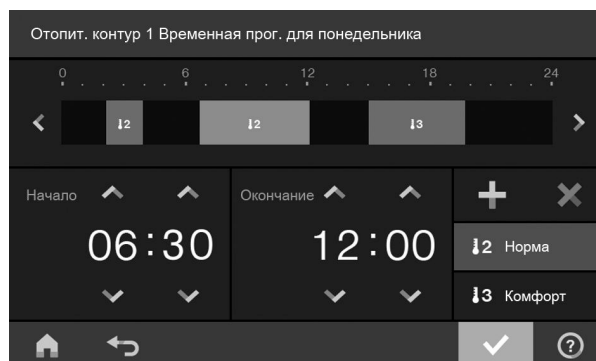 Отопит. контур 1 Временная прог. для понедельника
0 6 12 18 24
2 2 3
Начало Окончание
06:30 12:00
2 Норма
3 Комфорт
?